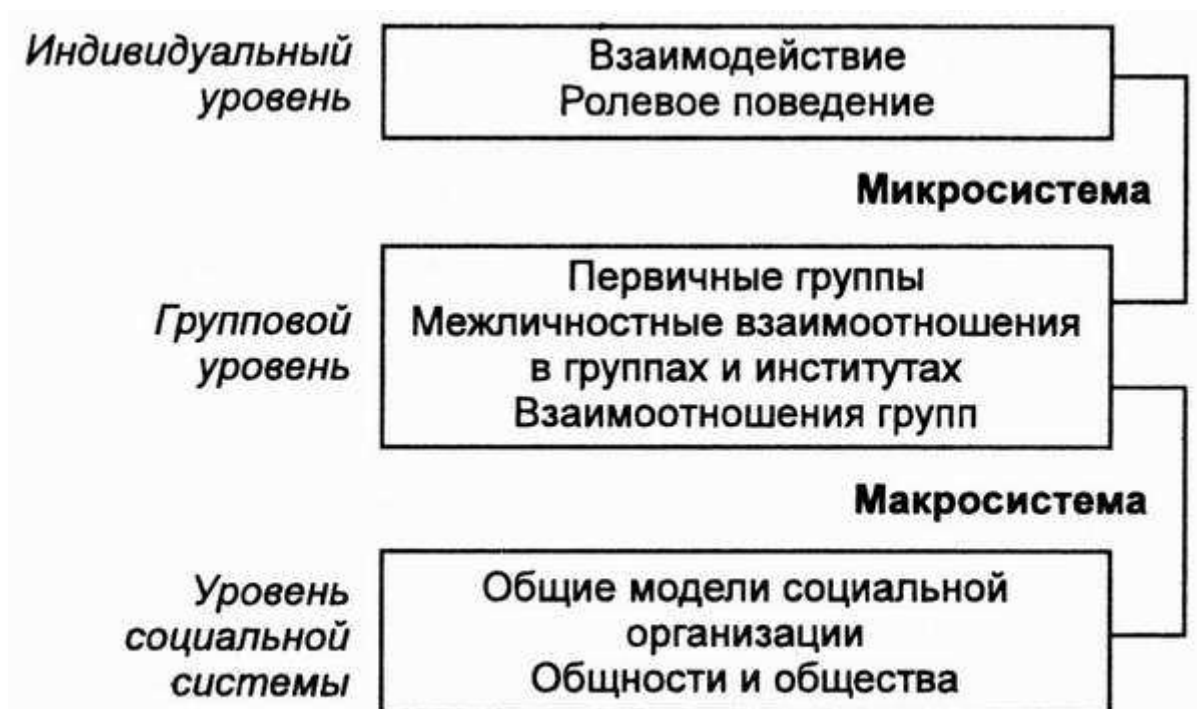 Индивидуальный
уровень
Взаимодействие
Ролевое поведение
Микросистема
Групповой
уровень
Первичные группы
Межличностные взаимоотношения
в группах и институтах
Взаимоотношения групп
Макросистема
Уровень
социальной
системы
Общие модели социальной
организации
Общности и общества